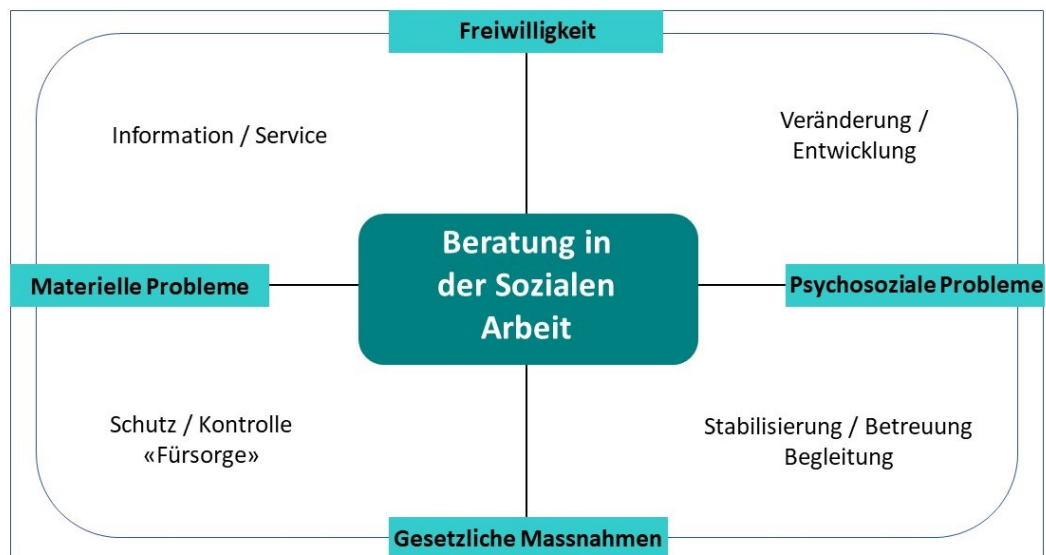 Freiwilligkeit
Information / Service
Veränderung /
Entwicklung
Beratung in
der Sozialen
Arbeit
Materielle Probleme
Psychosoziale Probleme
Schutz / Kontrolle
«Fürsorge»
Stabilisierung / Betreuung
Begleitung
Gesetzliche Massnahmen